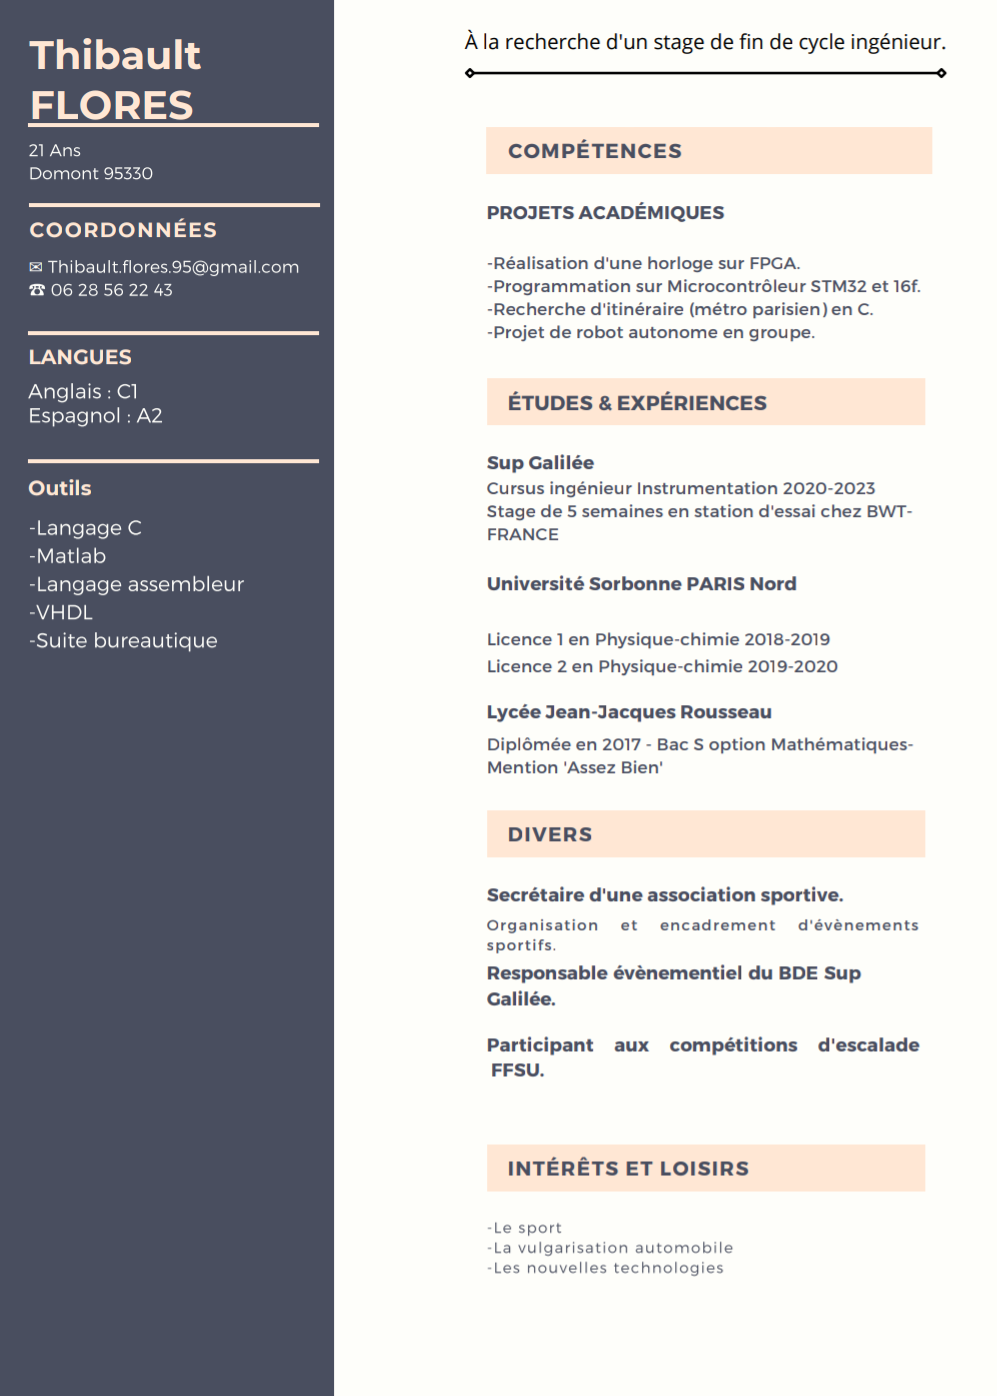 Thibault
FLORES
21 Ans
Domont 95330
COORDONNÉES
✉ Thibault.flores.95@gmail.com
☎ 06 28 56 22 43
LANGUES
Anglais : C1
Espagnol : A2
Outils
-Langage C
-Matlab
-Langage assembleur
-VHDL
-Suite bureautique
À la recherche d'un stage de fin de cycle ingénieur.
COMPÉTENCES
PROJETS ACADÉMIQUES
-Réalisation d'une horloge sur FPGA.
-Programmation sur Microcontrôleur STM32 et 16f.
-Recherche d'itinéraire (métro parisien) en C.
-Projet de robot autonome en groupe.
ÉTUDES & EXPÉRIENCES
Sup Galilée
Cursus ingénieur Instrumentation 2020-2023
Stage de 5 semaines en station d'essai chez BWT-
FRANCE
Université Sorbonne PARIS Nord
Licence 1 en Physique-chimie 2018-2019
Licence 2 en Physique-chimie 2019-2020
Lycée Jean-Jacques Rousseau
Diplômée en 2017 - Bac S option Mathématiques-
Mention 'Assez Bien'
DIVERS
Secrétaire d'une association sportive.
Organisation et encadrement d'évènements
sportifs.
Responsable évènementiel du BDE Sup
Galilée.
Participant aux compétitions d'escalade
FFSU.
INTÉRÊTS ET LOISIRS
-Le sport
-La vulgarisation automobile
-Les nouvelles technologies